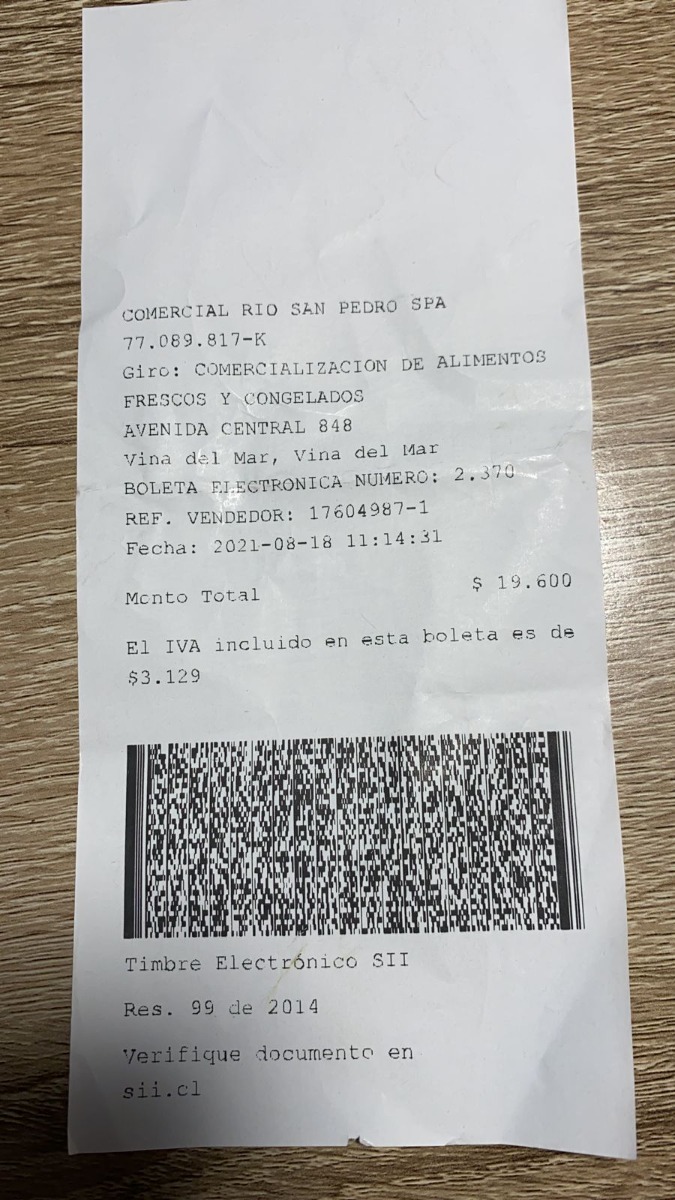 COMERCIAL RIO SAN PEDRO SPA
77.089.817-K
Giro: COMERCIALIZACION DE ALIMENTOS
FRESCOS Y CONGELADOS
AVENIDA CENTRAL 848
Vina del Mar, Vina del Mar
BOLETA ELECTRONICA NUMERO: 2.370
REF. VENDEDOR: 17604987-1
Fecha: 2021-08-18 11:14:31
Monto Total $ 19.600
El IVA incluido en esta boleta es de
$3.129
Timbre Electrónico SII
Res. 99 de 2014
Verifique documento en
sii.cl